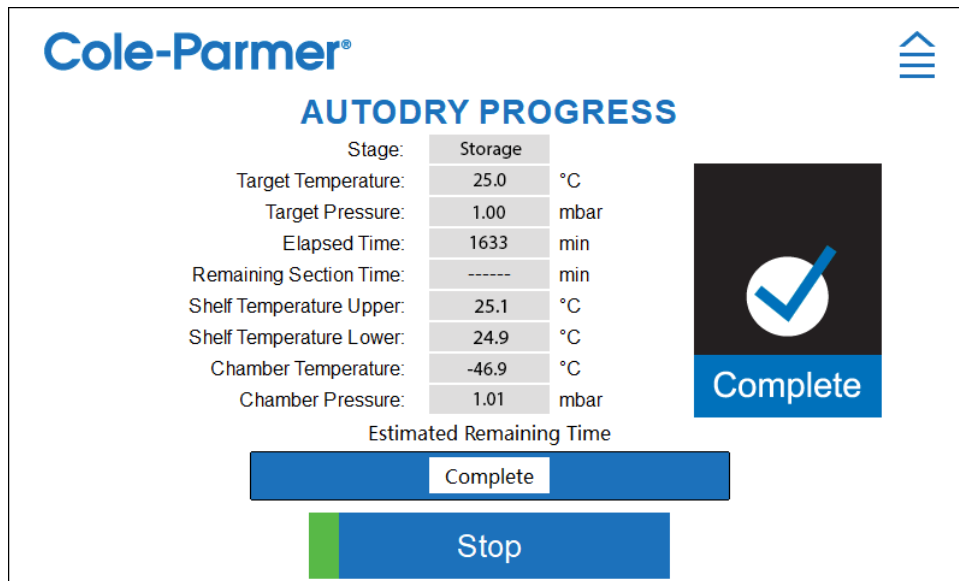 Cole-Parmer®
AUTODRY PROGRESS
Stage: Storage
Target Temperature: 25.0 °C
Target Pressure: 1.00 mbar
Elapsed Time: 1633 min
Remaining Section Time: ------ min
Shelf Temperature Upper: 25.1 °C
Shelf Temperature Lower: 24.9 °C
Chamber Temperature: -46.9 °C
Chamber Pressure: 1.01 mbar
Complete
Estimated Remaining Time
Complete
Stop